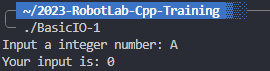 ~/2023-RobotLab-Cpp-Training
./BasicIO-1
Input a integer number: A
Your input is: 0